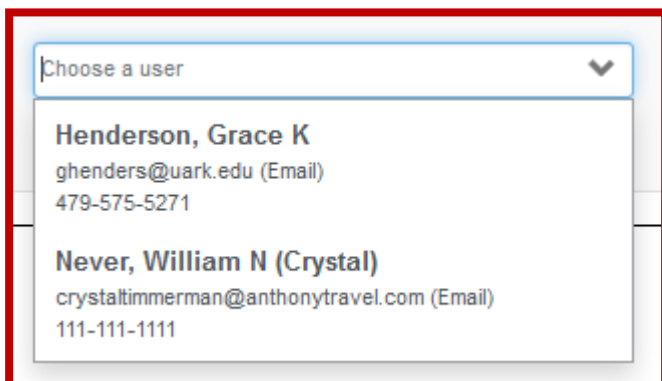 Choose a user
Henderson, Grace K
ghenders@uark.edu (Email)
479-575-5271
Never, William N (Crystal)
crystaltimmerman@anthonytravel.com (Email)
111-111-1111